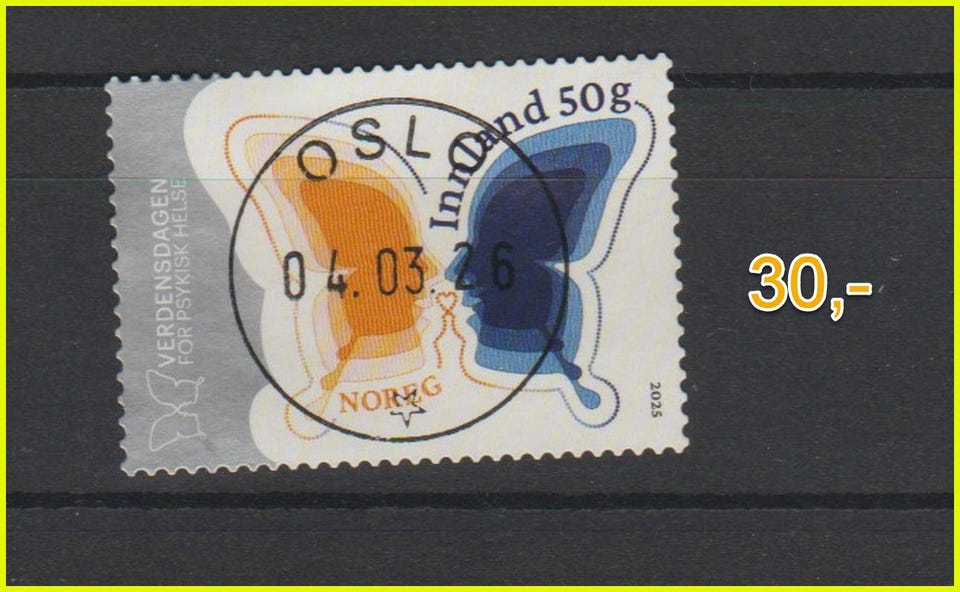 VERDENSDAGEN
FOR PSYKISK HELSE
Innland 50g
OSLO
04.03.26
NOREG
2025
30,-